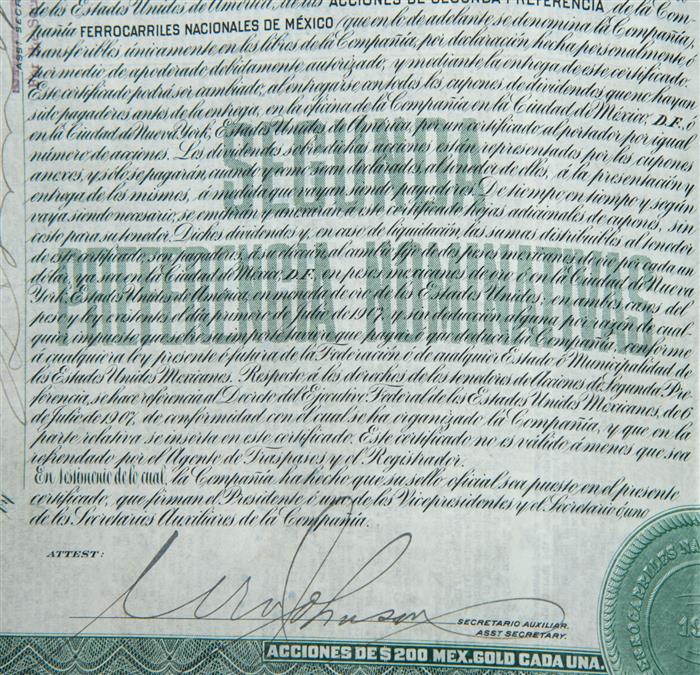 de los Estados Unidos de América, de las ACCIONES DE SEGUNDA PREFERENCIA, de la Com-
pañía FERROCARRILES NACIONALES DE MÉXICO (que en lo de adelante, se denomina la Compañía),
transferibles únicamente en los libros de la Compañía, por declaración hecha personalmente ó
por medio de apoderado debidamente autorizado, y mediante la entrega de este certificado.
Este certificado podrá ser cambiado, al entregarse con todos los cupones de dividendos que no hayan
sido pagaderos antes de la entrega, en la oficina de la Compañía en la Ciudad de México, D.F. ó
en la Ciudad de Nueva York, Estados Unidos de América, por un certificado al portador por igual
número de acciones. Los dividendos sobre dichas acciones están representados por los cupones
anexos, y sólo se pagarán, cuando y como sean declarados, al tenedor de ellos, á la presentación y
entrega de los mismos, á medida que vayan siendo pagaderos. De tiempo en tiempo y según
vaya siendo necesario, se emitirán y anexarán á este certificado hojas adicionales de cupones, sin
costo para su tenedor. Dichos dividendos y, en caso de liquidación, las sumas distribuibles al tenedor
de este certificado, son pagaderos, á su opción, al cambio fijo de dos pesos mexicanos oro por cada un
dólar, ya sea en la Ciudad de México, D.F., en pesos mexicanos de oro ó en la Ciudad de Nueva
York, Estados Unidos de América, en moneda de oro de los Estados Unidos; en ambos casos del
peso y ley existentes el día primero de Julio de 1907, y sin deducción alguna por razón de cual-
quier impuesto que sobre su importe tuviere que pagar ó que deducir la Compañía, conforme
á cualquiera ley presente ó futura de la Federación ó de cualquier Estado ó Municipalidad de
los Estados Unidos Mexicanos. Respecto á los derechos de los tenedores de Acciones de Segunda Pre-
ferencia, se hace referencia al Decreto del Ejecutivo Federal de los Estados Unidos Mexicanos, de 6
de Julio de 1907, de conformidad con el cual se ha organizado la Compañía, y que en la
parte relativa se inserta en este certificado. Este certificado no es válido á menos que sea
refrendado por el Agente de Traspasos y el Registrador.
En testimonio de lo cual, la Compañía ha hecho que su sello oficial sea puesto en el presente
certificado, que firman el Presidente ó uno de los Vicepresidentes y el Secretario ó uno
de los Secretarios Auxiliares de la Compañía.
SEGUNDA
PREFERENCIA NOMINATIVAS
ATTEST:
Johnson
SECRETARIO AUXILIAR.
ASST SECRETARY.
ACCIONES DE $200 MEX. GOLD CADA UNA.
FERROCARRILES NA
19
ASST SECR